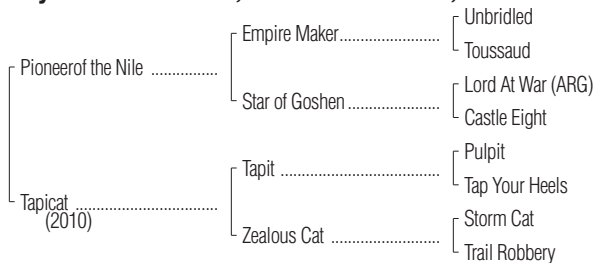 Unbridled
Empire Maker....................
Toussaud
Pioneerof the Nile ...............
Lord At War (ARG)
Star of Goshen....................
Castle Eight
Pulpit
Tapit ..................................
Tap Your Heels
Tapicat ...............................
(2010)
Storm Cat
Zealous Cat .......................
Trail Robbery